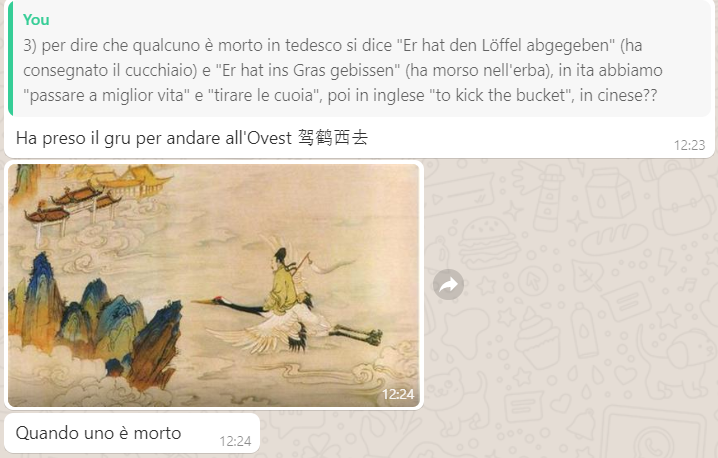 You
3) per dire che qualcuno è morto in tedesco si dice "Er hat den Löffel abgegeben" (ha
consegnato il cucchiaio) e "Er hat ins Gras gebissen" (ha morso nell'erba), in ita abbiamo
"passare a miglior vita" e "tirare le cuoia", poi in inglese "to kick the bucket", in cinese??
Ha preso il gru per andare all'Ovest 驾鹤西去
12:23
12:24
Quando uno è morto
12:24